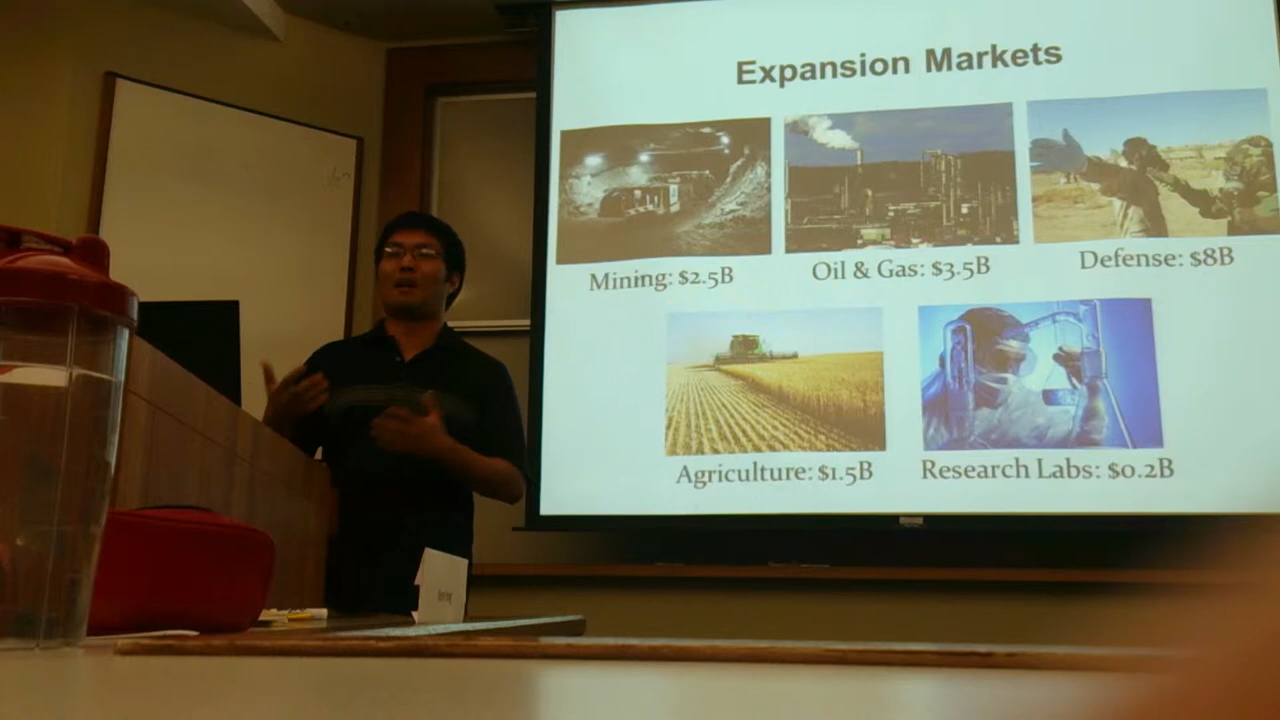 Expansion Markets
Mining: $2.5B
Oil & Gas: $3.5B
Defense: $8B
Agriculture: $1.5B
Research Labs: $0.2B